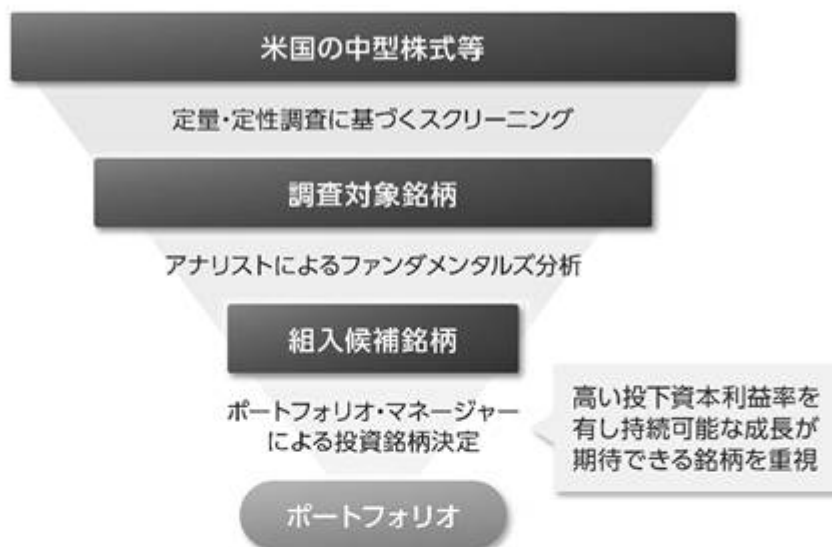 米国の中型株式等
定量・定性調査に基づくスクリーニング
調査対象銘柄
アナリストによるファンダメンタルズ分析
組入候補銘柄
ポートフォリオ・マネージャー
による投資銘柄決定
高い投下資本利益率を
有し持続可能な成長が
期待できる銘柄を重視
ポートフォリオ